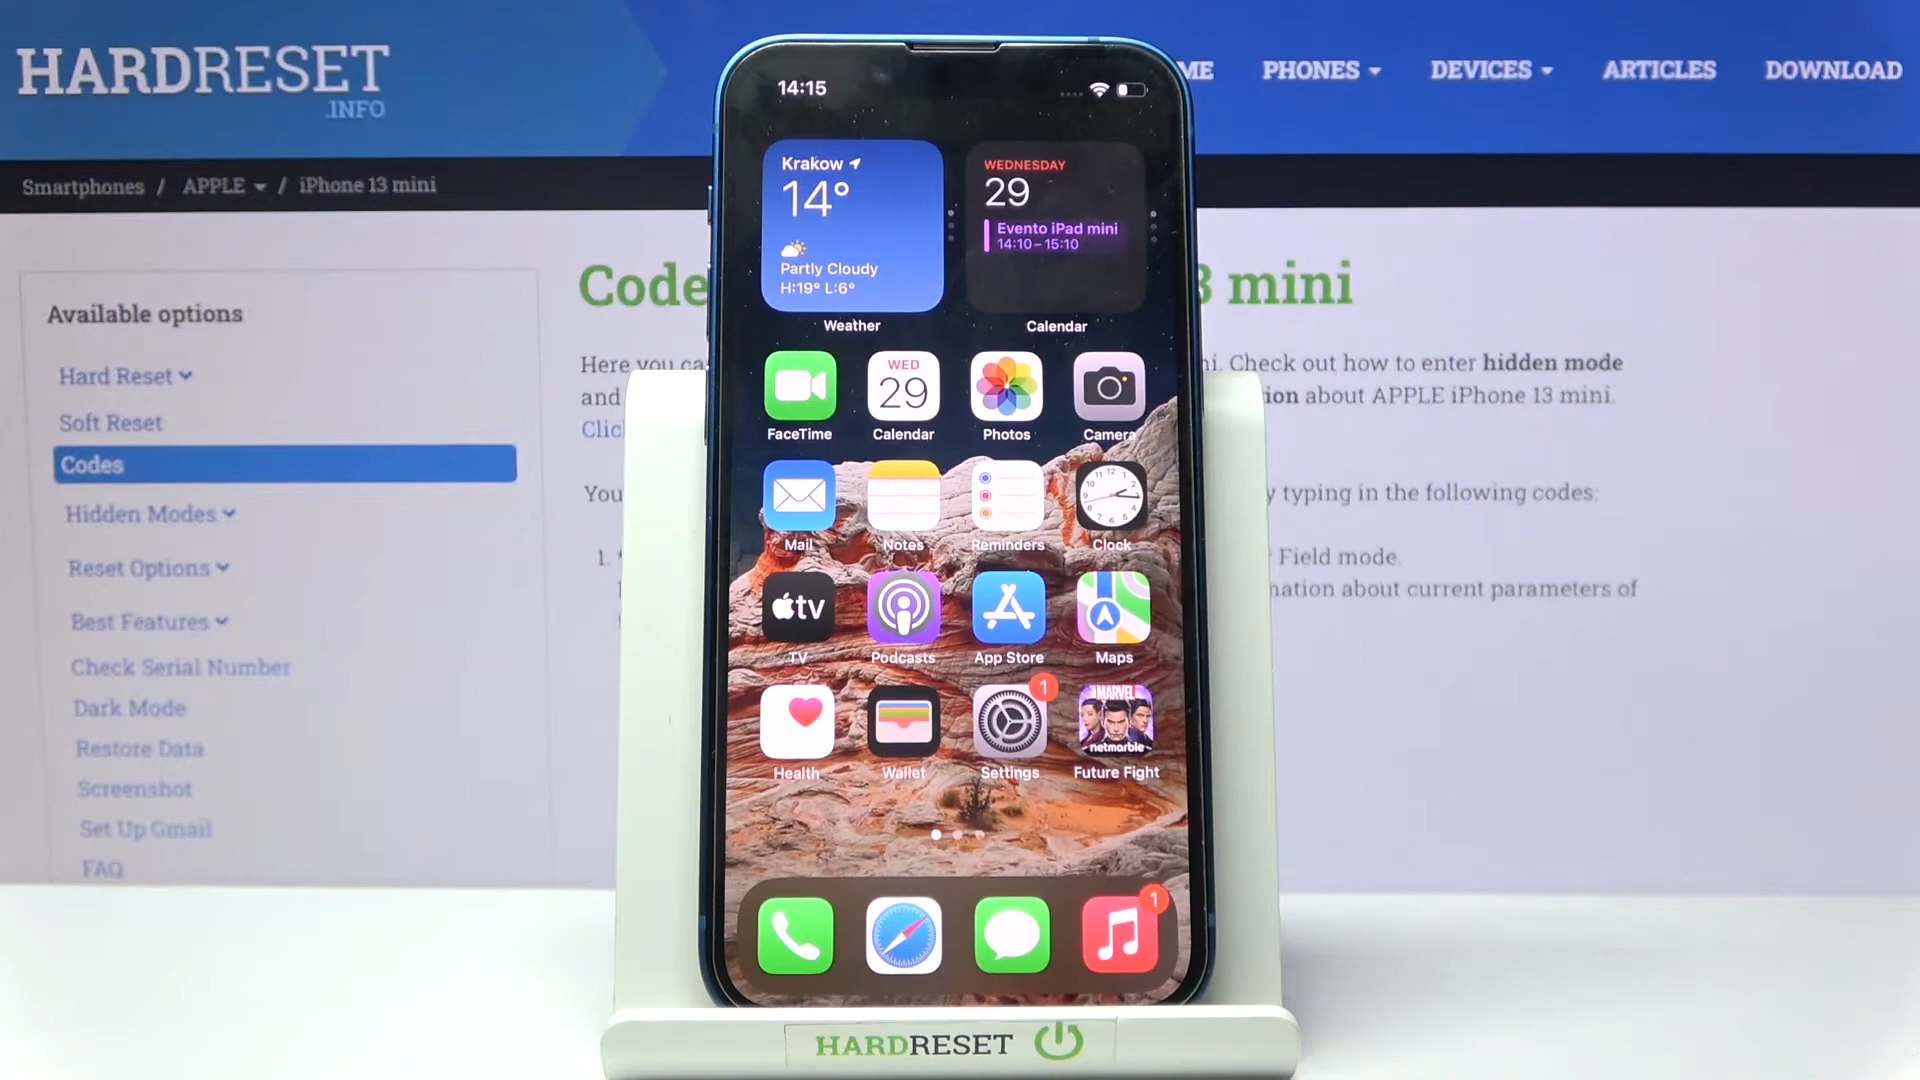 HARDRESET
.INFO
ME
PHONES
DEVICES
ARTICLES
DOWNLOAD
Smartphones / APPLE / iPhone 13 mini
Available options
Hard Reset
Soft Reset
Codes
Hidden Modes
Reset Options
Best Features
Check Serial Number
Dark Mode
Restore Data
Screenshot
Set Up Gmail
FAQ
Code 3 mini
Here you ca ni. Check out how to enter hidden mode
and ion about APPLE iPhone 13 mini.
Clic
You y typing in the following codes:
1. Field mode.
nation about current parameters of
14:15
Krakow
14°
Partly Cloudy
H:19° L:6°
Weather
WEDNESDAY
29
Evento iPad mini
14:10–15:10
Calendar
WED
29
FaceTime
Calendar
Photos
Camera
Mail
Notes
Reminders
Clock
tv
TV
Podcasts
App Store
Maps
1
MARVEL
netmarble
Health
Wallet
Settings
Future Fight
1
HARDRESET